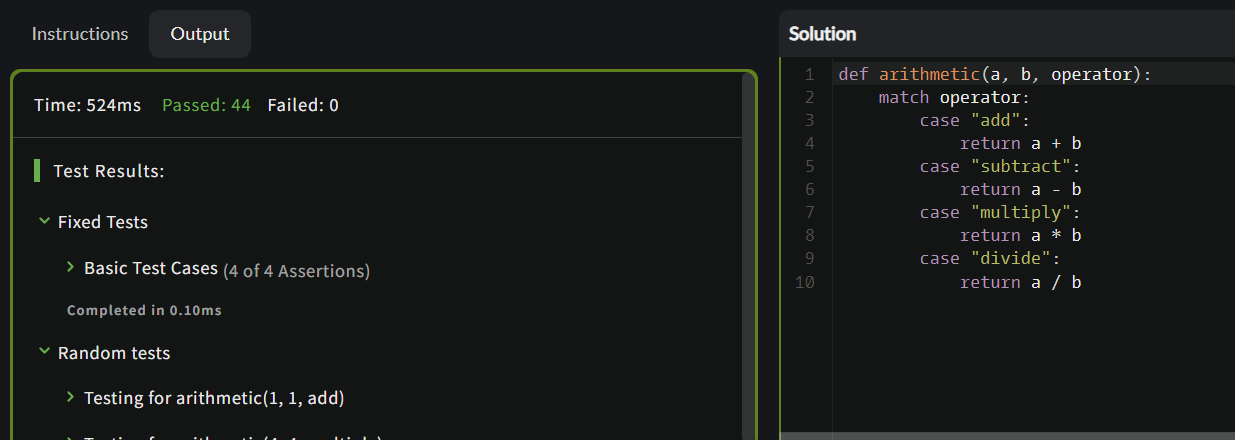 Instructions
Output
Time: 524ms Passed: 44 Failed: 0
Test Results:
Fixed Tests
Basic Test Cases (4 of 4 Assertions)
Completed in 0.10ms
Random tests
Testing for arithmetic(1, 1, add)
Solution
1 def arithmetic(a, b, operator):
2     match operator:
3         case "add":
4             return a + b
5         case "subtract":
6             return a - b
7         case "multiply":
8             return a * b
9         case "divide":
10             return a / b